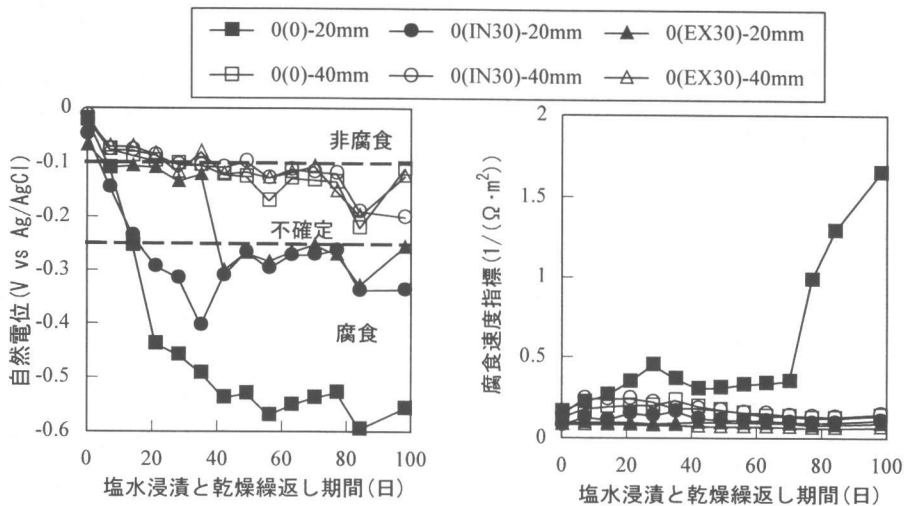 0(0)-20mm 0(IN30)-20mm 0(EX30)-20mm
0(0)-40mm 0(IN30)-40mm 0(EX30)-40mm
自然電位(V vs Ag/AgCl)
0
-0.1
-0.2
-0.3
-0.4
-0.5
-0.6
非腐食
不確定
腐食
0 20 40 60 80 100
塩水浸漬と乾燥繰返し期間(日)
腐食速度指標(1/(Ω·m²)
2
1.5
1
0.5
0
0 20 40 60 80 100
塩水浸漬と乾燥繰返し期間(日)